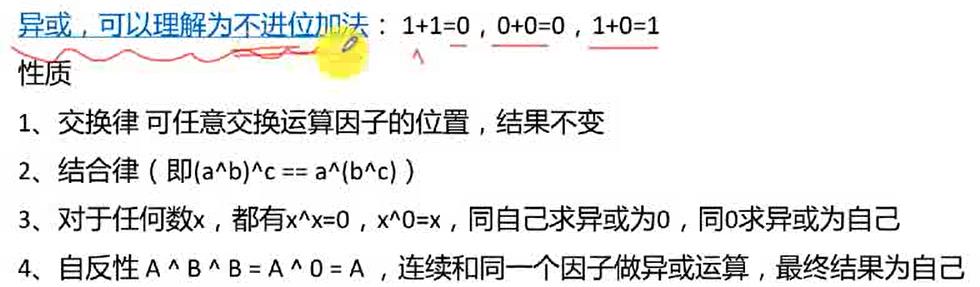 异或，可以理解为不进位加法：1+1=0，0+0=0，1+0=1
性质
1、交换律 可任意交换运算因子的位置，结果不变
2、结合律（即(a^b)^c == a^(b^c)）
3、对于任何数x，都有x^x=0，x^0=x，同自己求异或为0，同0求异或为自己
4、自反性 A ^ B ^ B = A ^ 0 = A ，连续和同一个因子做异或运算，最终结果为自己